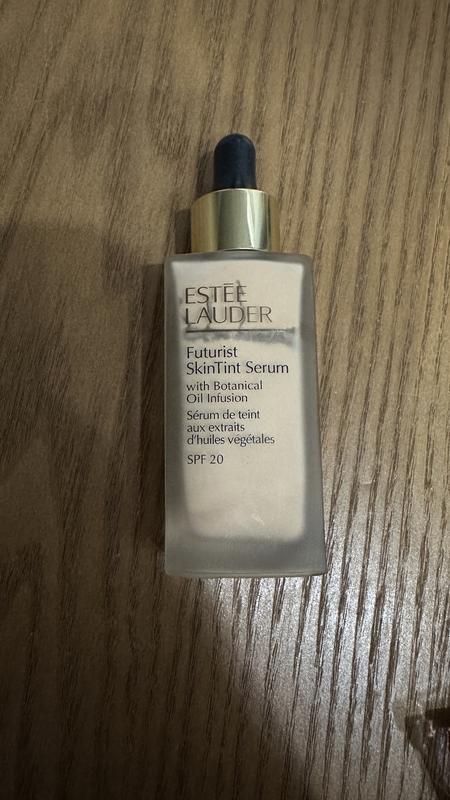 ESTĒE
LAUDER
Futurist
SkinTint Serum
with Botanical
Oil Infusion
Sérum de teint
aux extraits
d'huiles végétales
SPF 20